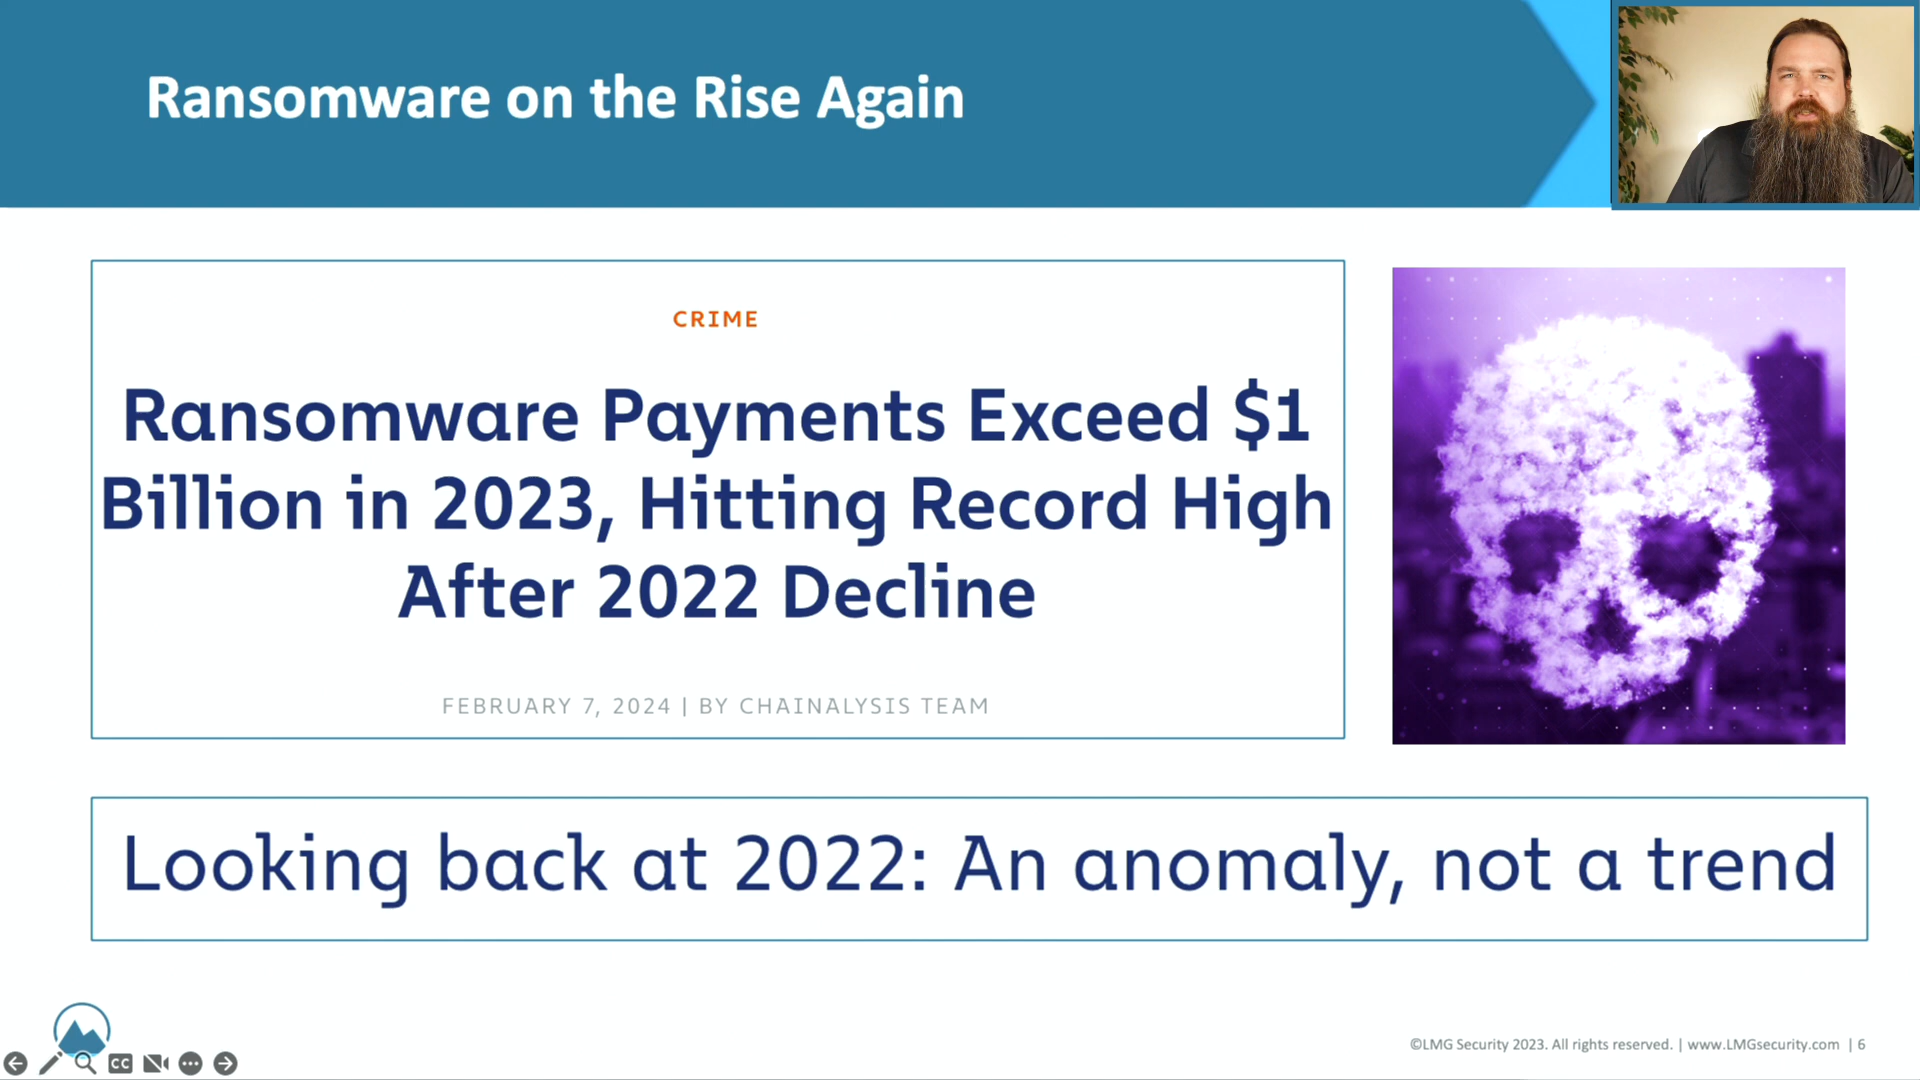 Ransomware on the Rise Again
CRIME
Ransomware Payments Exceed $1
Billion in 2023, Hitting Record High
After 2022 Decline
FEBRUARY 7, 2024 | BY CHAINALYSIS TEAM
Looking back at 2022: An anomaly, not a trend
CC
©LMG Security 2023. All rights reserved. | www.LMGsecurity.com | 6